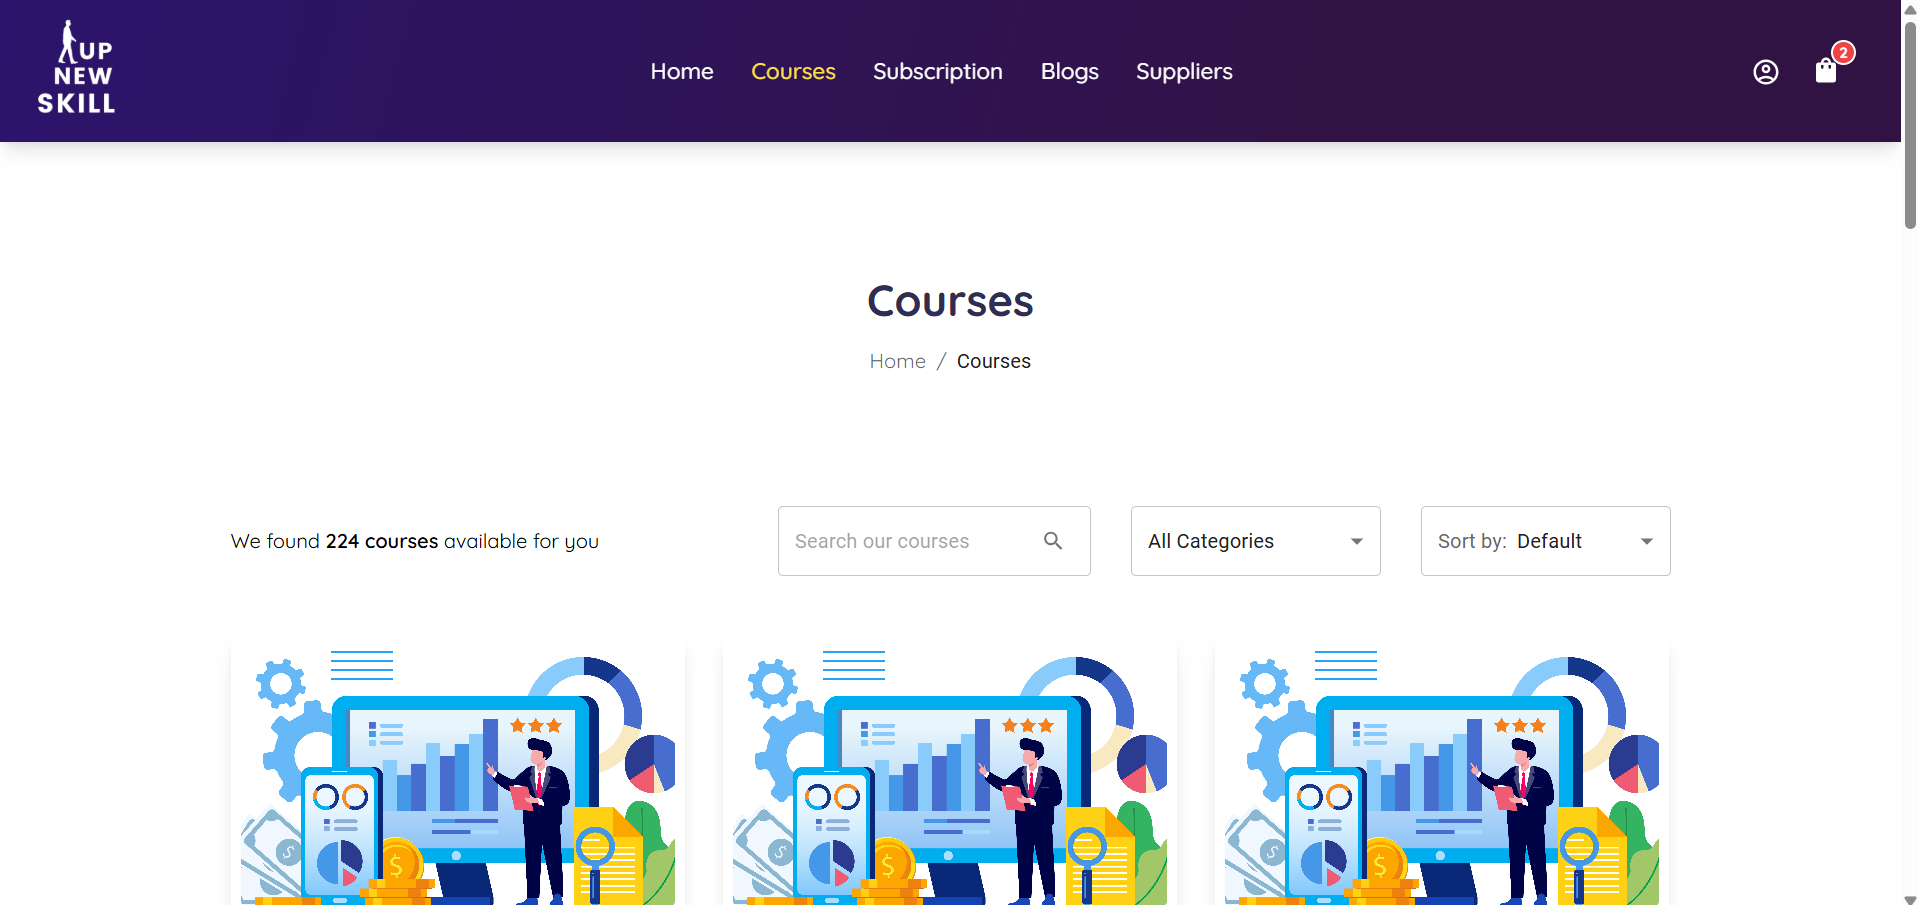 UP
NEW
SKILL
Home Courses Subscription Blogs Suppliers
2
Courses
Home / Courses
We found 224 courses available for you
Search our courses
All Categories
Sort by: Default